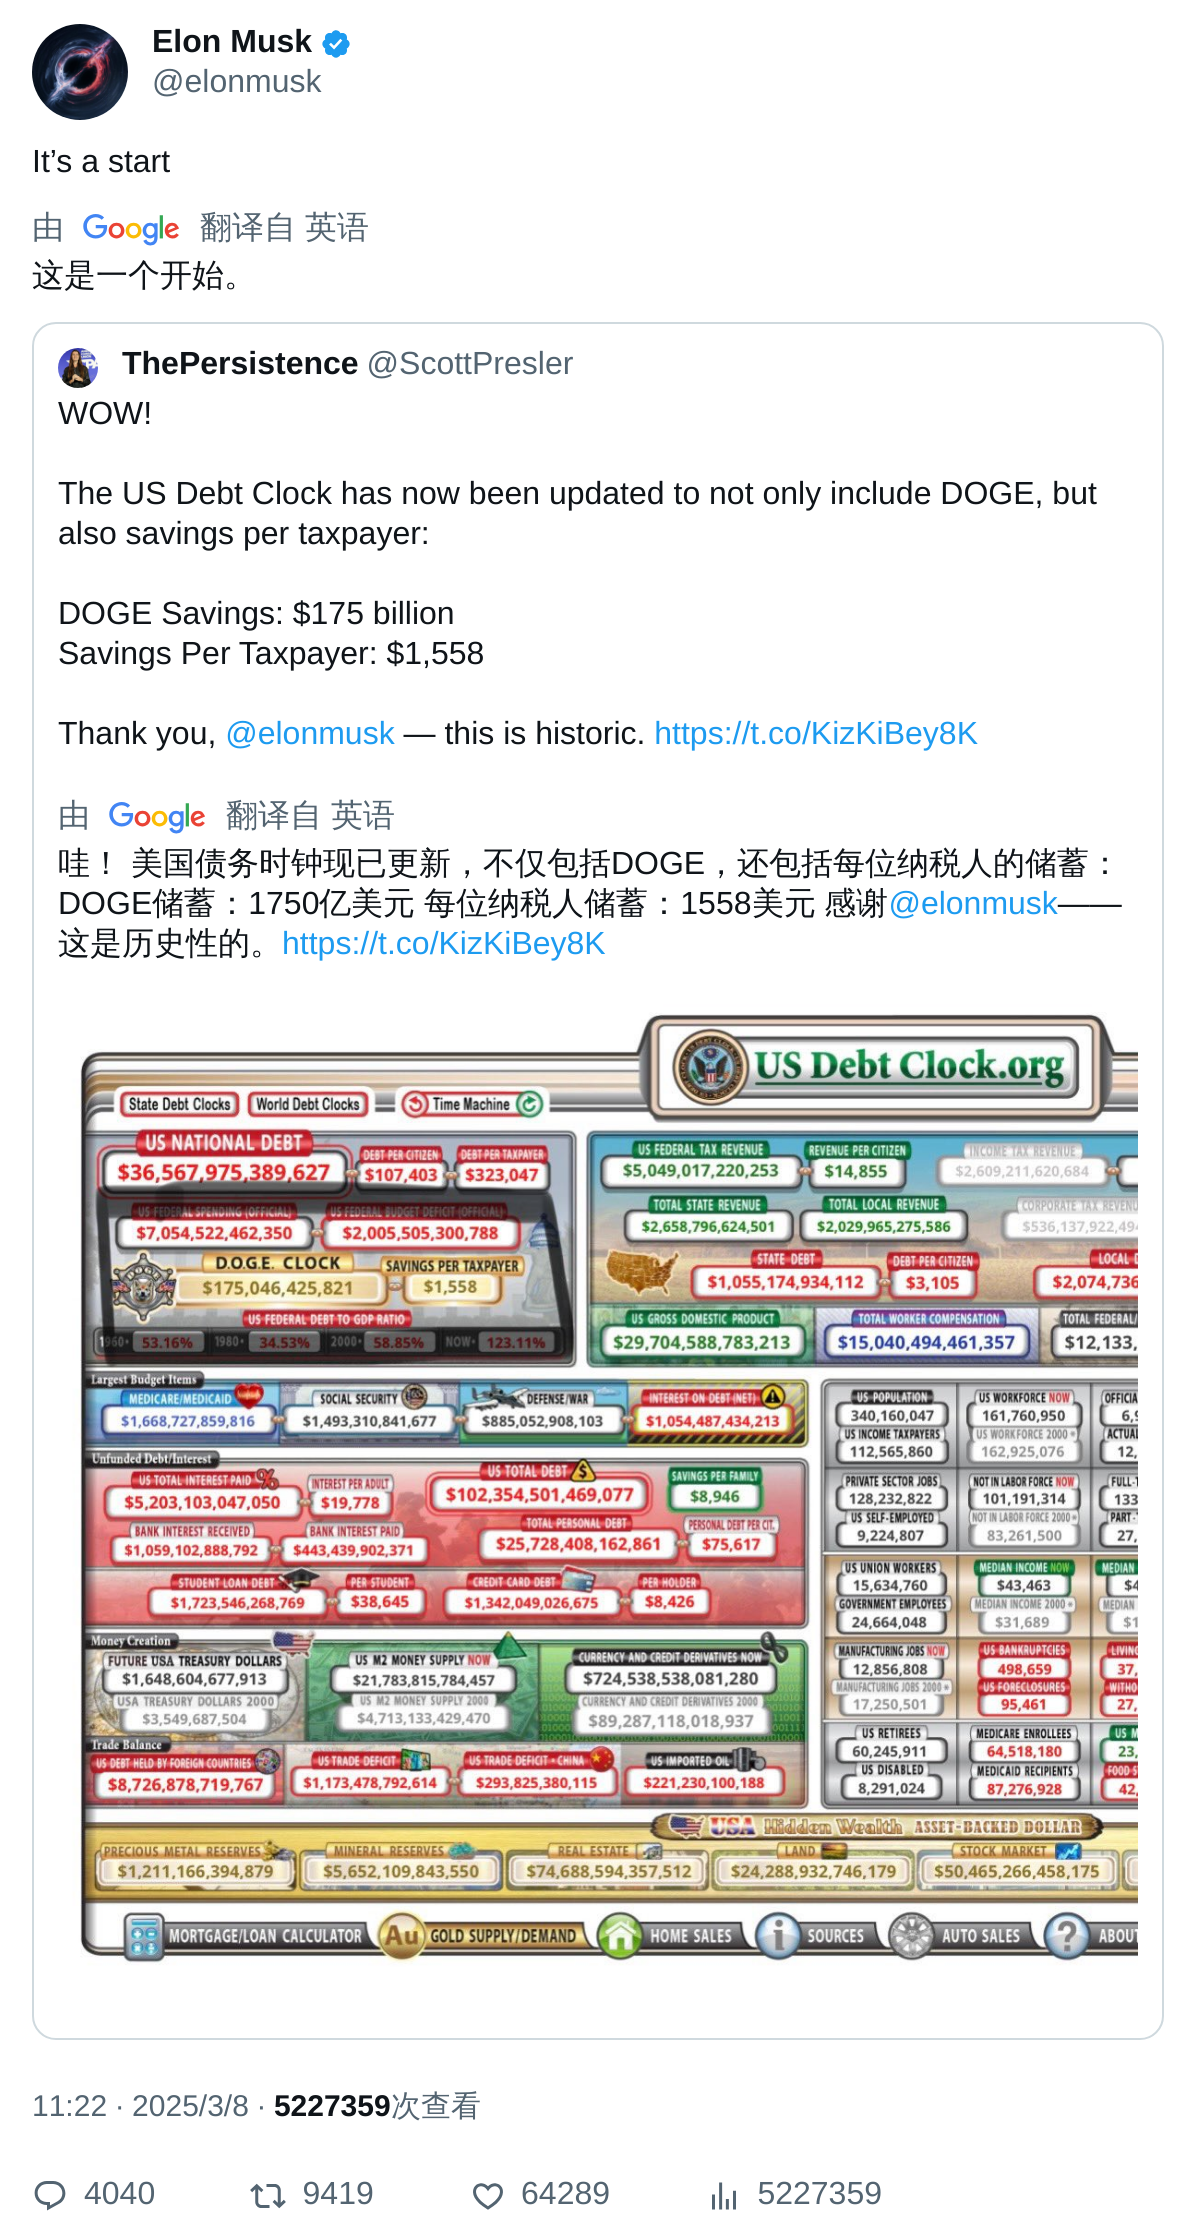 Elon Musk
@elonmusk
It's a start
由 Google 翻译自 英语
这是一个开始。
ThePersistence @ScottPresler
WOW!
The US Debt Clock has now been updated to not only include DOGE, but
also savings per taxpayer:
DOGE Savings: $175 billion
Savings Per Taxpayer: $1,558
Thank you, @elonmusk — this is historic. https://t.co/KizKiBey8K
由 Google 翻译自 英语
哇！ 美国债务时钟现已更新，不仅包括DOGE，还包括每位纳税人的储蓄：
DOGE储蓄：1750亿美元 每位纳税人储蓄：1558美元 感谢@elonmusk——
这是历史性的。https://t.co/KizKiBey8K
US Debt Clock.org
State Debt Clocks World Debt Clocks Time Machine
US NATIONAL DEBT DEBT PER CITIZEN DEBT PER TAXPAYER
$36,567,975,389,627 $107,403 $323,047
US FEDERAL SPENDING (OFFICIAL) US FEDERAL BUDGET DEFICIT (OFFICIAL)
$7,054,522,462,350 $2,005,505,300,788
D.O.G.E. CLOCK SAVINGS PER TAXPAYER
$175,046,425,821 $1,558
US FEDERAL DEBT TO GDP RATIO
1960 53.16% 1980 34.53% 2000 58.85% NOW 123.11%
US FEDERAL TAX REVENUE REVENUE PER CITIZEN INCOME TAX REVENUE
$5,049,017,220,253 $14,855 $2,609,211,620,684
TOTAL STATE REVENUE TOTAL LOCAL REVENUE CORPORATE TAX REVENU
$2,658,796,624,501 $2,029,965,275,586 $536,137,922,494
STATE DEBT DEBT PER CITIZEN LOCAL
$1,055,174,934,112 $3,105 $2,074,736
US GROSS DOMESTIC PRODUCT TOTAL WORKER COMPENSATION TOTAL FEDERAL/
$29,704,588,783,213 $15,040,494,461,357 $12,133,
Largest Budget Items
MEDICARE/MEDICAID SOCIAL SECURITY DEFENSE/WAR INTEREST ON DEBT (NET)
$1,668,727,859,816 $1,493,310,841,677 $885,052,908,103 $1,054,487,434,213
Unfunded Debt/Interest
US TOTAL INTEREST PAID INTEREST PER ADULT US TOTAL DEBT SAVINGS PER FAMILY
$5,203,103,047,050 $19,778 $102,354,501,469,077 $8,946
BANK INTEREST RECEIVED BANK INTEREST PAID TOTAL PERSONAL DEBT PERSONAL DEBT PER CIT.
$1,059,102,888,792 $443,439,902,371 $25,728,408,162,861 $75,617
STUDENT LOAN DEBT PER STUDENT CREDIT CARD DEBT PER HOLDER
$1,723,546,268,769 $38,645 $1,342,049,026,675 $8,426
Money Creation
FUTURE USA TREASURY DOLLARS US M2 MONEY SUPPLY NOW CURRENCY AND CREDIT DERIVATIVES NOW
$1,648,604,677,913 $21,783,815,784,457 $724,538,538,081,280
USA TREASURY DOLLARS 2000 US M2 MONEY SUPPLY 2000 CURRENCY AND CREDIT DERIVATIVES 2000
$3,549,687,504 $4,713,133,429,470 $89,287,118,018,937
Trade Balance
US DEBT HELD BY FOREIGN COUNTRIES US TRADE DEFICIT US TRADE DEFICIT - CHINA US IMPORTED OIL
$8,726,878,719,767 $1,173,478,792,614 $293,825,380,115 $221,230,100,188
US POPULATION US WORKFORCE NOW OFFICIA
340,160,047 161,760,950 6,9
US INCOME TAXPAYERS US WORKFORCE 2000 ACTUAL
112,565,860 162,925,076 12,
PRIVATE SECTOR JOBS NOT IN LABOR FORCE NOW FULL-T
128,232,822 101,191,314 133
US SELF-EMPLOYED NOT IN LABOR FORCE 2000 PART-
9,224,807 83,261,500 27,
US UNION WORKERS MEDIAN INCOME NOW MEDIAN
15,634,760 $43,463 $4
GOVERNMENT EMPLOYEES MEDIAN INCOME 2000 MEDIAN
24,664,048 $31,689 $1
MANUFACTURING JOBS NOW US BANKRUPTCIES LIVING
12,856,808 498,659 37,
MANUFACTURING JOBS 2000 US FORECLOSURES WITHO
17,250,501 95,461 27,
US RETIREES MEDICARE ENROLLEES US M
60,245,911 64,518,180 23,
US DISABLED MEDICAID RECIPIENTS FOOD S
8,291,024 87,276,928 42,
USA Hidden Wealth ASSET-BACKED DOLLAR
PRECIOUS METAL RESERVES MINERAL RESERVES REAL ESTATE LAND STOCK MARKET
$1,211,166,394,879 $5,652,109,843,550 $74,688,594,357,512 $24,288,932,746,179 $50,465,266,458,175
MORTGAGE/LOAN CALCULATOR Au GOLD SUPPLY/DEMAND HOME SALES SOURCES AUTO SALES ? ABOUT
11:22 · 2025/3/8 · 5227359次查看
4040 9419 64289 5227359